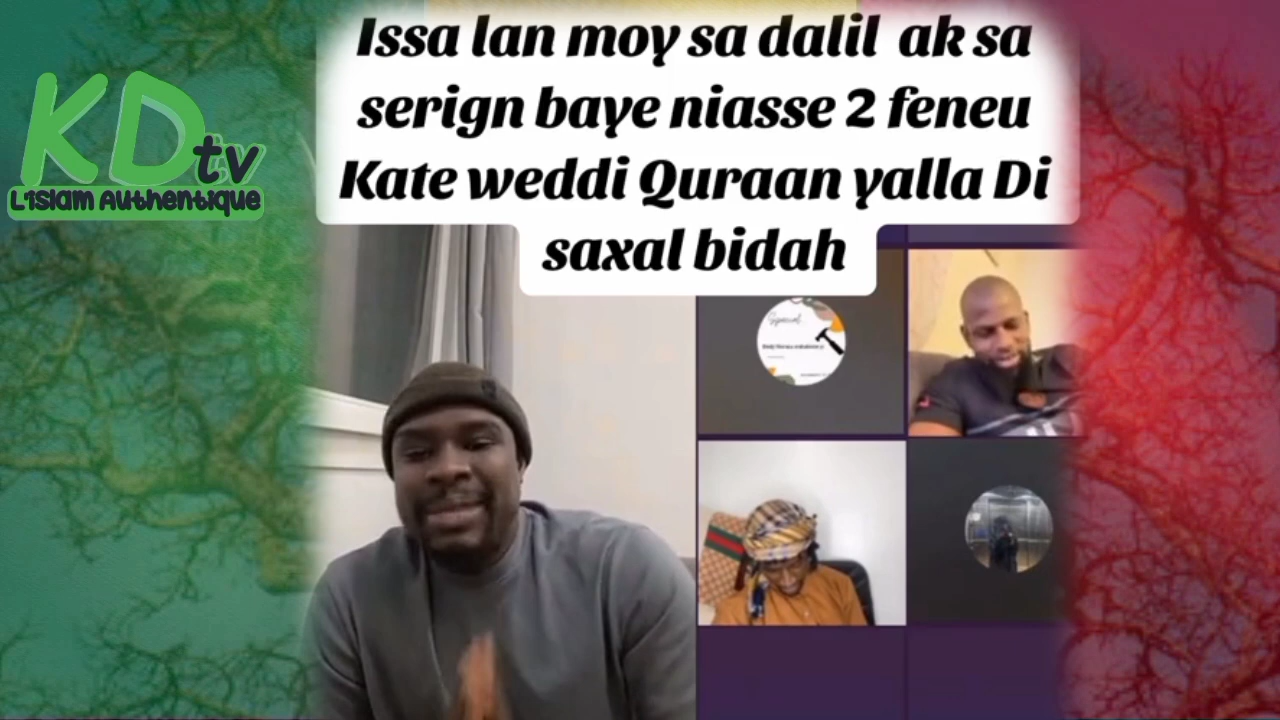 Issa lan moy sa dalil ak sa
serign baye niasse 2 feneu
Kate weddi Quraan yalla Di
saxal bidah
KD tv
L'islam Authentique
Special